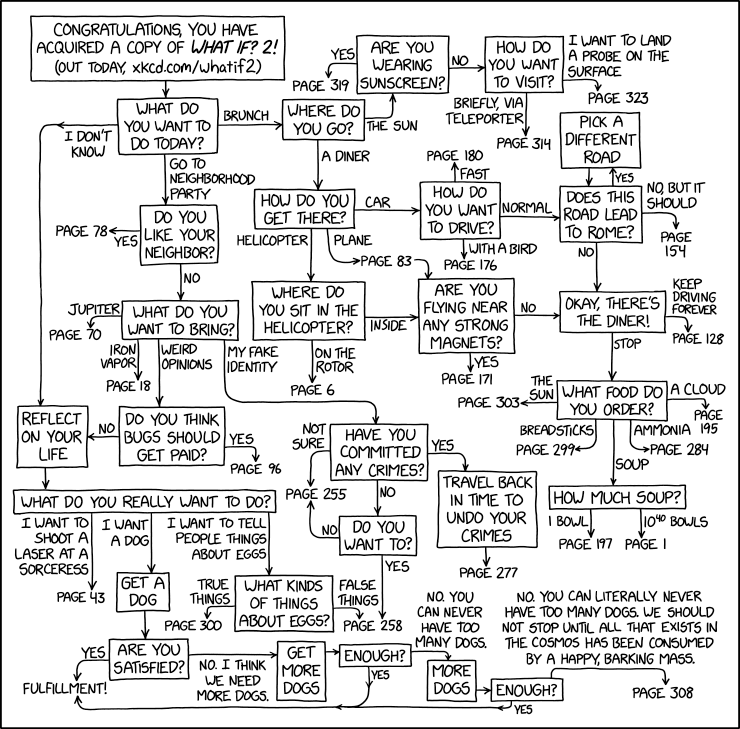 CONGRATULATIONS, YOU HAVE
ACQUIRED A COPY OF WHAT IF? 2!
(OUT TODAY, xkcd.com/whatif2)
WHAT DO
YOU WANT TO
DO TODAY?
I DON'T
KNOW
BRUNCH
GO TO
NEIGHBORHOOD
PARTY
WHERE DO
YOU GO?
THE SUN
A DINER
ARE YOU
WEARING
SUNSCREEN?
YES
PAGE 319
NO
HOW DO
YOU WANT
TO VISIT?
I WANT TO LAND
A PROBE ON THE
SURFACE
PAGE 323
BRIEFLY, VIA
TELEPORTER
PAGE 314
HOW DO YOU
GET THERE?
CAR
HELICOPTER
PLANE
PAGE 83
HOW DO
YOU WANT
TO DRIVE?
FAST
PAGE 180
NORMAL
WITH A BIRD
PAGE 176
PICK A
DIFFERENT
ROAD
YES
DOES THIS
ROAD LEAD
TO ROME?
NO, BUT IT
SHOULD
PAGE
154
NO
DO YOU
LIKE YOUR
NEIGHBOR?
YES
PAGE 78
NO
WHERE DO
YOU SIT IN THE
HELICOPTER?
INSIDE
ON THE
ROTOR
PAGE 6
ARE YOU
FLYING NEAR
ANY STRONG
MAGNETS?
NO
YES
PAGE 171
OKAY, THERE'S
THE DINER!
KEEP
DRIVING
FOREVER
PAGE 128
STOP
WHAT DO YOU
WANT TO BRING?
JUPITER
PAGE 70
IRON
VAPOR
PAGE 18
WEIRD
OPINIONS
MY FAKE
IDENTITY
WHAT FOOD DO
YOU ORDER?
THE
SUN
PAGE 303
A CLOUD
PAGE
195
BREADSTICKS
PAGE 299
AMMONIA
PAGE 284
SOUP
HOW MUCH SOUP?
1 BOWL
PAGE 197
10⁴⁰ BOWLS
PAGE 1
REFLECT
ON YOUR
LIFE
NO
DO YOU THINK
BUGS SHOULD
GET PAID?
YES
PAGE 96
HAVE YOU
COMMITTED
ANY CRIMES?
NOT
SURE
PAGE 255
YES
TRAVEL BACK
IN TIME TO
UNDO YOUR
CRIMES
PAGE 277
NO
DO YOU
WANT TO?
NO
YES
PAGE 258
WHAT DO YOU REALLY WANT TO DO?
I WANT TO
SHOOT A
LASER AT A
SORCERESS
PAGE 43
I WANT
A DOG
I WANT TO TELL
PEOPLE THINGS
ABOUT EGGS
WHAT KINDS
OF THINGS
ABOUT EGGS?
TRUE
THINGS
PAGE 300
FALSE
THINGS
GET A
DOG
ARE YOU
SATISFIED?
YES
FULFILLMENT!
NO. I THINK
WE NEED
MORE DOGS.
GET
MORE
DOGS
ENOUGH?
YES
NO. YOU
CAN NEVER
HAVE TOO
MANY DOGS.
MORE
DOGS
ENOUGH?
YES
NO. YOU CAN LITERALLY NEVER
HAVE TOO MANY DOGS. WE SHOULD
NOT STOP UNTIL ALL THAT EXISTS IN
THE COSMOS HAS BEEN CONSUMED
BY A HAPPY, BARKING MASS.
PAGE 308